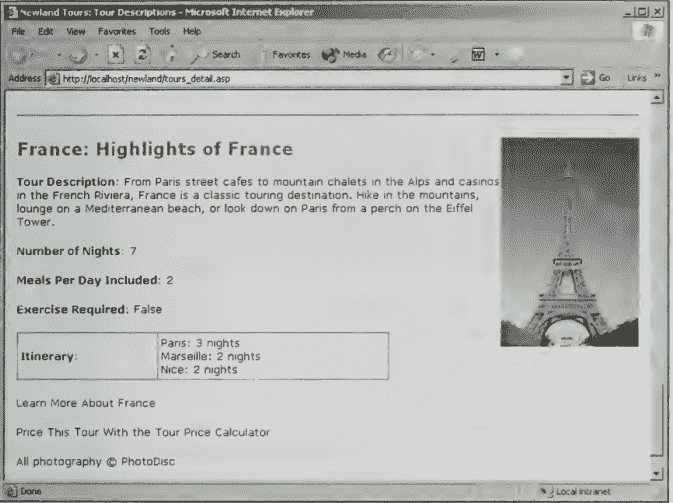 Newland Tours: Tour Descriptions - Microsoft Internet Explorer
File Edit View Favorites Tools Help
Search Favorites Media
Address http://localhost/newland/tours_detail.asp Go Links »
France: Highlights of France
Tour Description: From Paris street cafes to mountain chalets in the Alps and casinos
in the French Riviera, France is a classic touring destination. Hike in the mountains,
lounge on a Mediterranean beach, or look down on Paris from a perch on the Eiffel
Tower.
Number of Nights: 7
Meals Per Day Included: 2
Exercise Required: False
Itinerary:
Paris: 3 nights
Marseille: 2 nights
Nice: 2 nights
Learn More About France
Price This Tour With the Tour Price Calculator
All photography © PhotoDisc
Done Local intranet